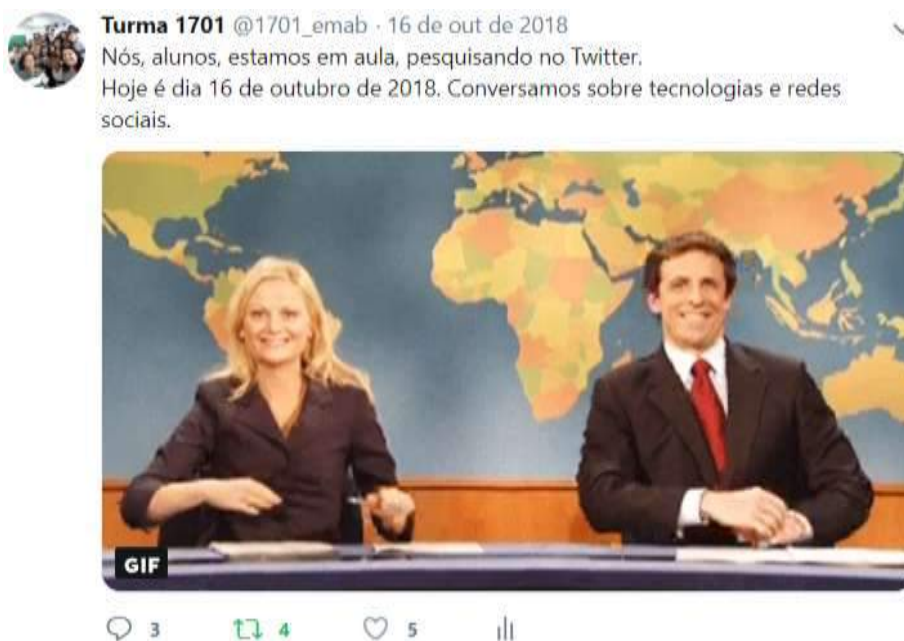 Turma 1701 @1701_emab · 16 de out de 2018
Nós, alunos, estamos em aula, pesquisando no Twitter.
Hoje é dia 16 de outubro de 2018. Conversamos sobre tecnologias e redes
sociais.
GIF
3 4 5